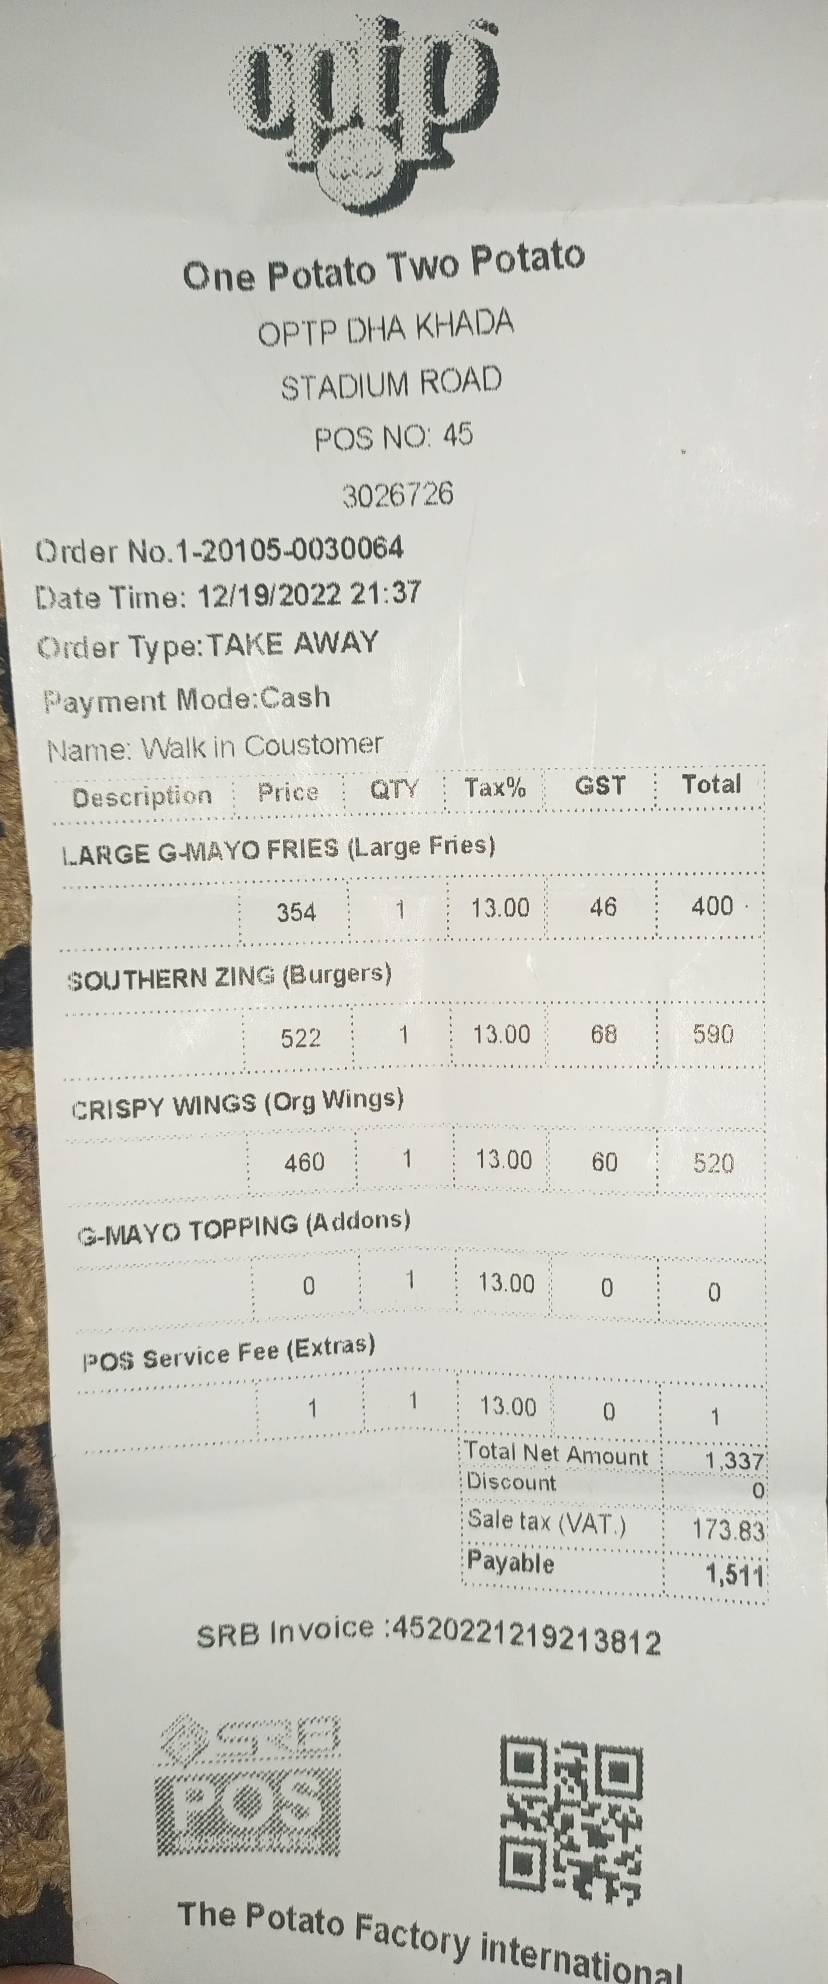 optp
One Potato Two Potato
OPTP DHA KHADA
STADIUM ROAD
POS NO: 45
3026726
Order No.1-20105-0030064
Date Time: 12/19/2022 21:37
Order Type:TAKE AWAY
Payment Mode:Cash
Name: Walk in Coustomer
Description Price QTY Tax% GST Total
LARGE G-MAYO FRIES (Large Fries)
354 1 13.00 46 400
SOUTHERN ZING (Burgers)
522 1 13.00 68 590
CRISPY WINGS (Org Wings)
460 1 13.00 60 520
G-MAYO TOPPING (Addons)
0 1 13.00 0 0
POS Service Fee (Extras)
1 1 13.00 0 1
Total Net Amount 1,337
Discount 0
Sale tax (VAT.) 173.83
Payable 1,511
SRB Invoice :4520221219213812
SRB
POS
The Potato Factory international